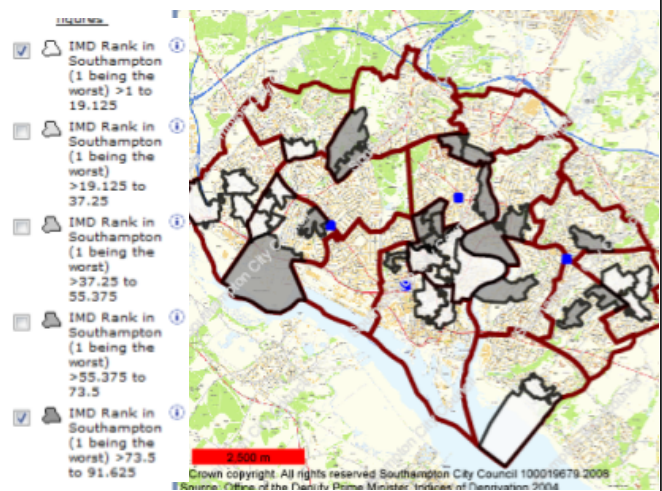 figures.
IMD Rank in
Southampton
(1 being the
worst) >1 to
19.125
IMD Rank in
Southampton
(1 being the
worst)
>19.125 to
37.25
IMD Rank in
Southampton
(1 being the
worst)
>37.25 to
55.375
IMD Rank in
Southampton
(1 being the
worst)
>55.375 to
73.5
IMD Rank in
Southampton
(1 being the
worst) >73.5
to 91.625
2,500 m
Crown copyright. All rights reserved Southampton City Council 100019679 2008
Source: Office of the Deputy Prime Minister, Indices of Deprivation 2004